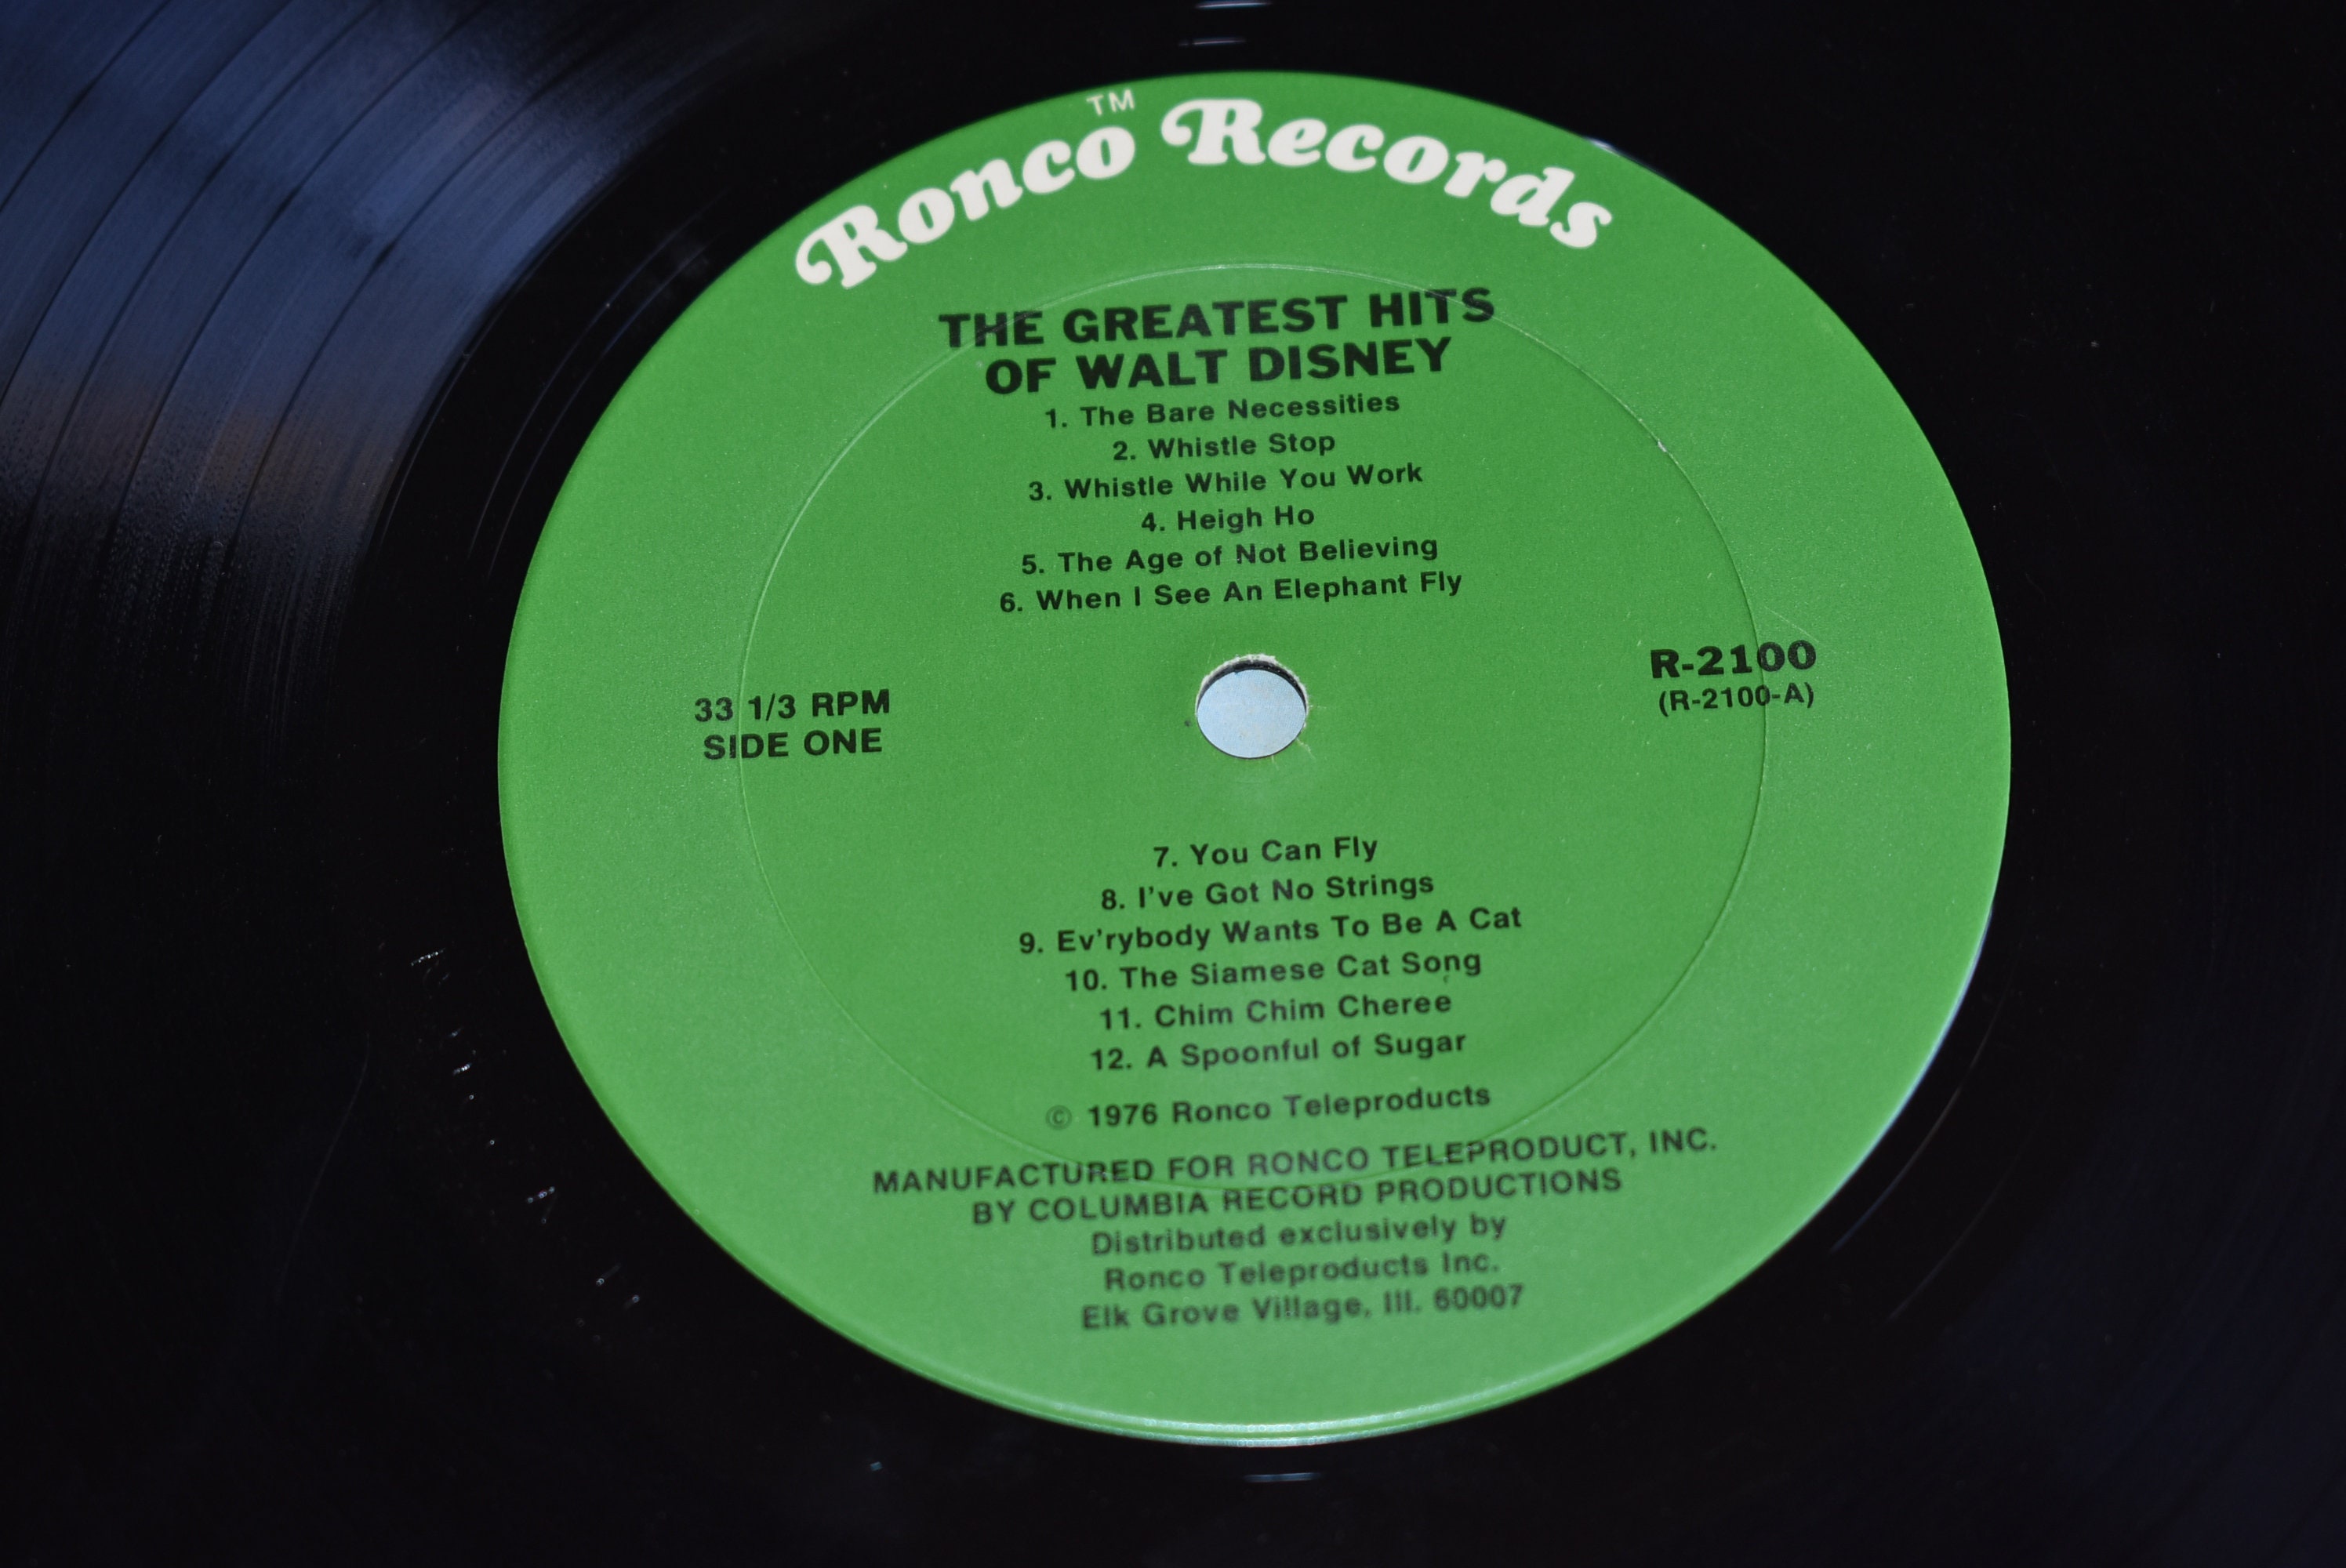 Ronco™ Records
THE GREATEST HITS
OF WALT DISNEY
1. The Bare Necessities
2. Whistle Stop
3. Whistle While You Work
4. Heigh Ho
5. The Age of Not Believing
6. When I See An Elephant Fly
33 1/3 RPM
SIDE ONE
R-2100
(R-2100-A)
7. You Can Fly
8. I've Got No Strings
9. Ev'rybody Wants To Be A Cat
10. The Siamese Cat Song
11. Chim Chim Cheree
12. A Spoonful of Sugar
© 1976 Ronco Teleproducts
MANUFACTURED FOR RONCO TELEPRODUCT, INC.
BY COLUMBIA RECORD PRODUCTIONS
Distributed exclusively by
Ronco Teleproducts Inc.
Elk Grove Village, Ill. 60007